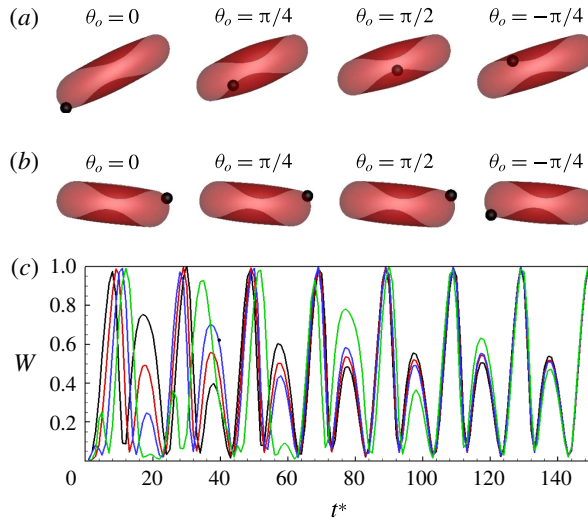 (a) θo = 0 θo = π/4 θo = π/2 θo = −π/4
(b) θo = 0 θo = π/4 θo = π/2 θo = −π/4
(c) 1.0
0.8
0.6
W
0.4
0.2
0 20 40 60 80 100 120 140
t*